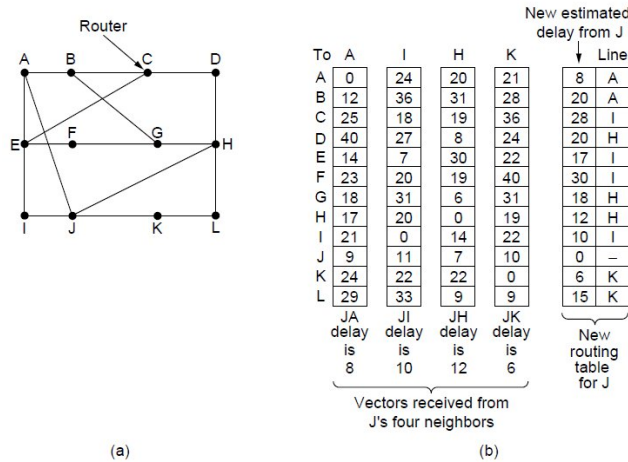 Router
A B C D
E F G H
I J K L
(a)
New estimated
delay from J
To A I H K Line
A 0 24 20 21 8 A
B 12 36 31 28 20 A
C 25 18 19 36 28 I
D 40 27 8 24 20 H
E 14 7 30 22 17 I
F 23 20 19 40 30 I
G 18 31 6 31 18 H
H 17 20 0 19 12 H
I 21 0 14 22 10 I
J 9 11 7 10 0 –
K 24 22 22 0 6 K
L 29 33 9 9 15 K
JA JI JH JK
delay delay delay delay
is is is is
8 10 12 6
New
routing
table
for J
Vectors received from
J's four neighbors
(b)